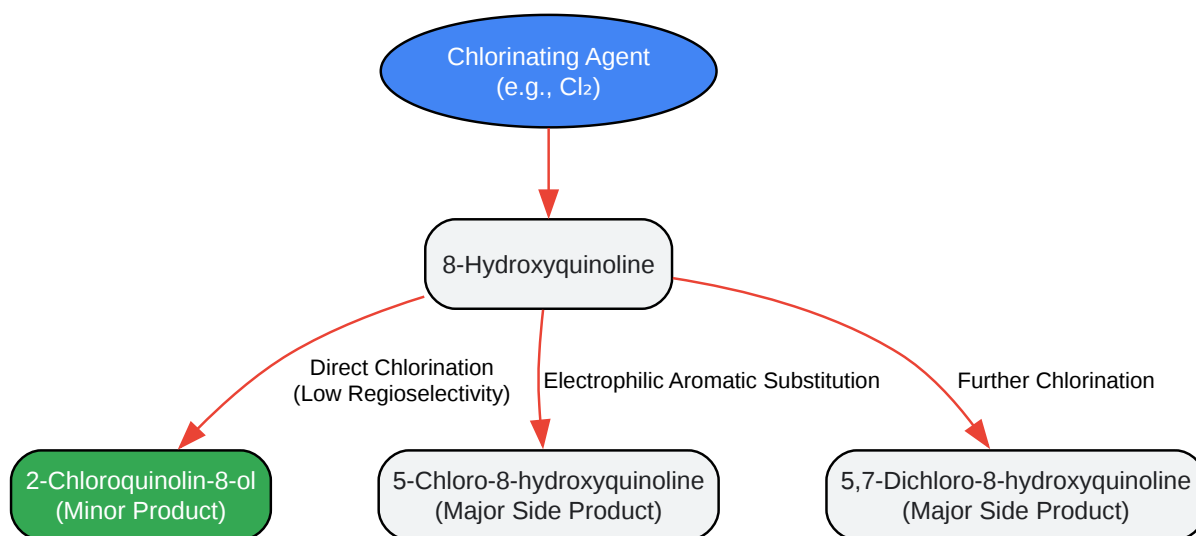 Chlorinating Agent
(e.g., Cl₂)
8-Hydroxyquinoline
Direct Chlorination
(Low Regioselectivity)
Electrophilic Aromatic Substitution
Further Chlorination
2-Chloroquinolin-8-ol
(Minor Product)
5-Chloro-8-hydroxyquinoline
(Major Side Product)
5,7-Dichloro-8-hydroxyquinoline
(Major Side Product)